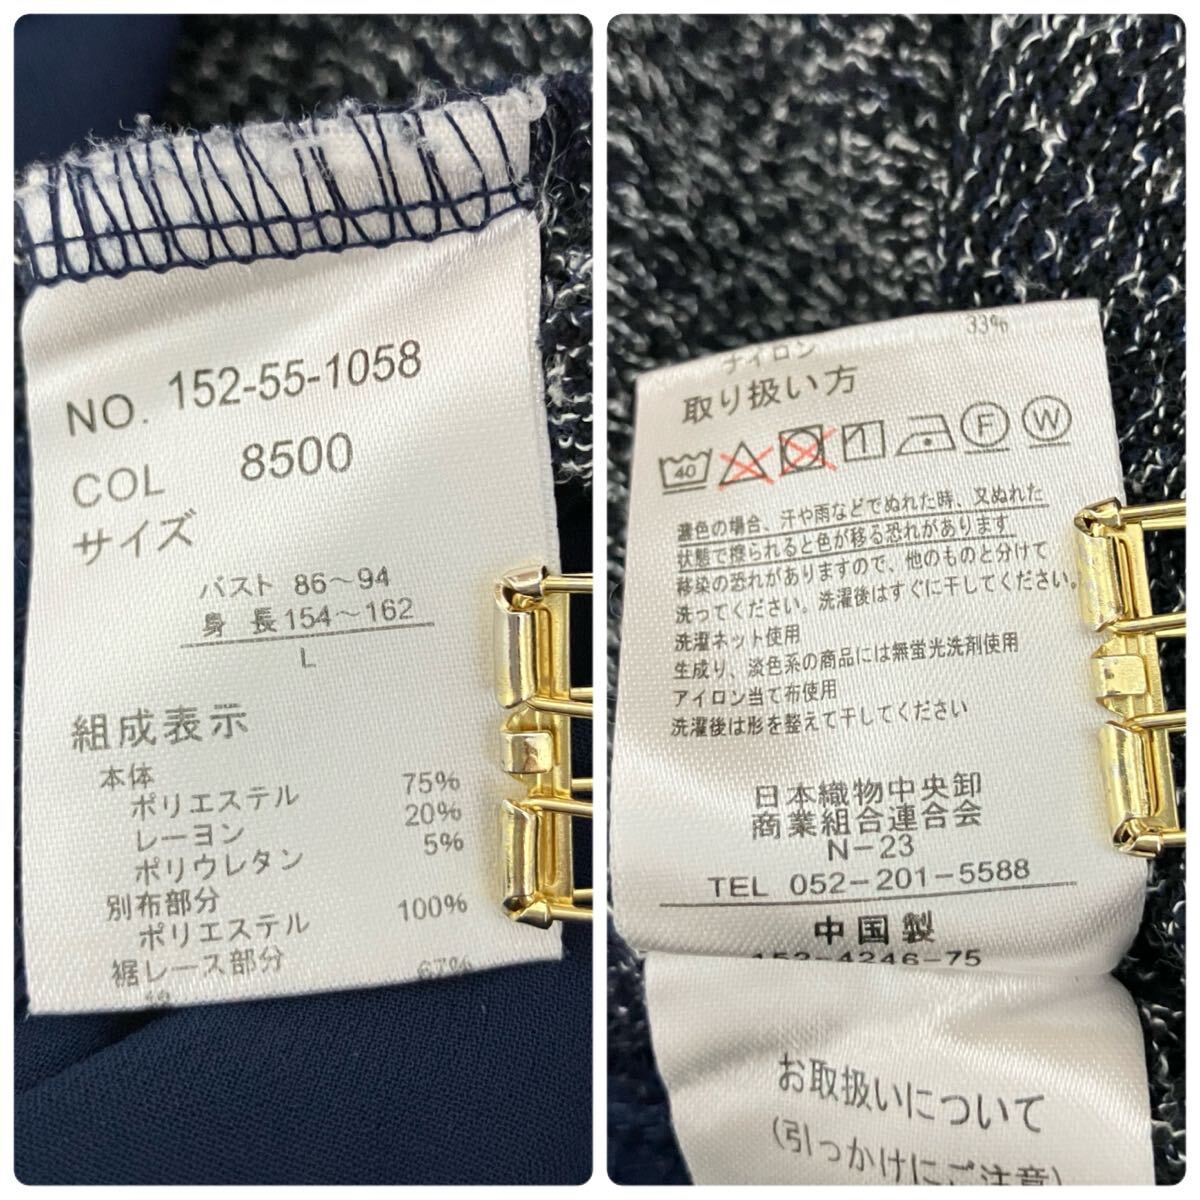 NO. 152-55-1058
COL 8500
サイズ
バスト 86～94
身 長 154～162
L
組成表示
本体
ポリエステル 75%
レーヨン 20%
ポリウレタン 5%
別布部分
ポリエステル 100%
裾レース部分
67%
ナイロン 33%
取り扱い方
40 1 F W
濃色の場合、汗や雨などでぬれた時、又ぬれた
状態で擦られると色が移る恐れがあります
移染の恐れがありますので、他のものと分けて
洗ってください。洗濯後はすぐに干してください。
洗濯ネット使用
生成り、淡色系の商品には無蛍光洗剤使用
アイロン当て布使用
洗濯後は形を整えて干してください
日本織物中央卸
商業組合連合会
N-23
TEL 052-201-5588
中国製
152-4246-75
お取扱いについて
(引っかけにご注意)